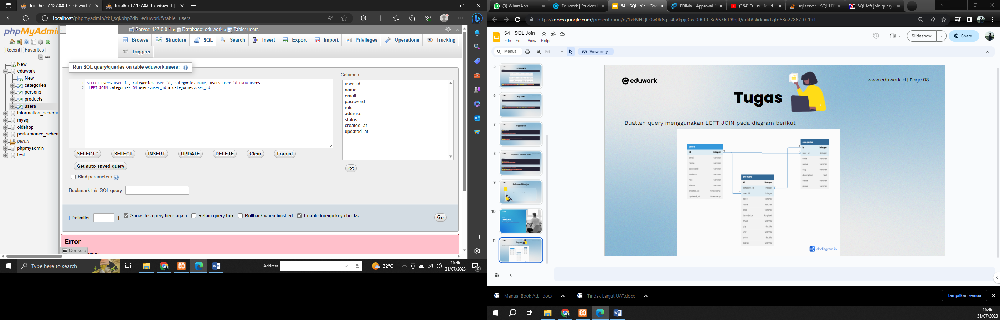 localhost / 127.0.0.1 / eduwork /
localhost / 127.0.0.1 / eduwork |
localhost/phpmyadmin/tbl_sql.php?db=eduwork&table=users
phpMyAdmin
Recent
Favorites
New
eduwork
New
categories
persons
products
users
information_schema
mysql
oldshop
performance_schem
peruri
phpmyadmin
test
Server: 127.0.0.1 » Database: eduwork » Table: users
Browse
Structure
SQL
Search
Insert
Export
Import
Privileges
Operations
Tracking
Triggers
Run SQL query/queries on table eduwork.users:
1 SELECT users.user_id, categories.user_id, categories.name, users.user_id FROM users
2 LEFT JOIN categories ON users.user_id = categories.user_id
Columns
user_id
name
email
password
role
address
status
created_at
updated_at
SELECT *
SELECT
INSERT
UPDATE
DELETE
Clear
Format
Get auto-saved query
<<
Bind parameters
Bookmark this SQL query:
[ Delimiter ; ]
Show this query here again
Retain query box
Rollback when finished
Enable foreign key checks
Go
Error
Console
Type here to search
Address
32°C
16:46
31/07/2023
2
(3) WhatsApp
Eduwork | Student
54 - SQL Join - Goo
PRiMa - Approval D
(264) Tulus - M
sql server - SQL LEF
SQL left join query
https://docs.google.com/presentation/d/1xkNHQD0w0R6g_z4jVkpjijCxe0dO-G3a557kfPBbjII/edit#slide=id.gfd63a27867_0_191
54 - SQL Join
File Edit View Help
Slideshow
Share
Menus
Fit
View only
5
SQL INNER
6
SQL LEFT
7
SQL RIGHT
8
SQL FULL OUTER JOIN
9
Referensi Belajar
10
TUGAS
11
Tugas
eduwork
www.eduwork.id | Page 08
Tugas
Buatlah query menggunakan LEFT JOIN pada diagram berikut
users
id integer
email varchar
name varchar
password varchar
address varchar
role varchar
status varchar
created_at timestamp
updated_at timestamp
products
id integer
category_id integer
user_id integer
code varchar
name varchar
slug varchar
description longtext
photo varchar
qty double
unit varchar
price double
status varchar
categories
id integer
user_id integer
code varchar
name varchar
slug varchar
description text
status varchar
photo varchar
dbdiagram.io
Manual Book Ad....docx
Tindak Lanjut UAT.docx
Tampilkan semua
16:46
31/07/2023